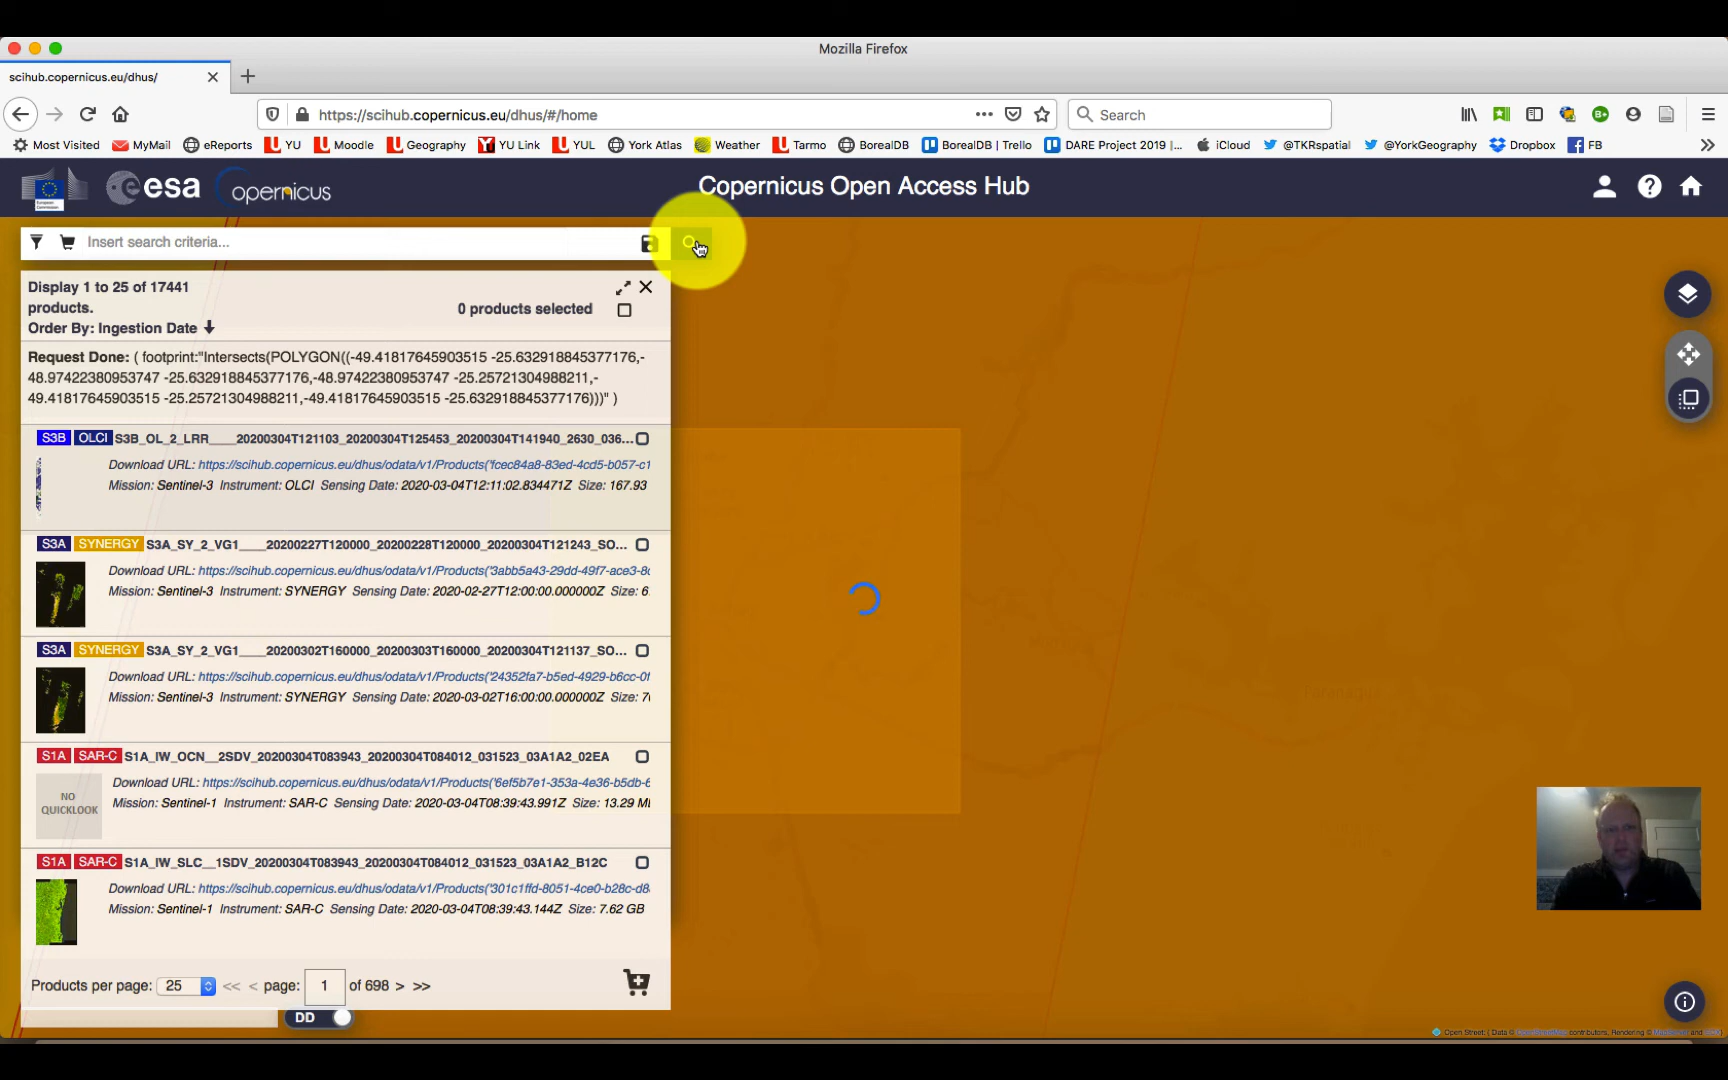 Mozilla Firefox
scihub.copernicus.eu/dhus/
https://scihub.copernicus.eu/dhus/#/home
Search
Most Visited MyMail eReports YU Moodle Geography YU Link YUL York Atlas Weather Tarmo BorealDB BorealDB | Trello DARE Project 2019 |... iCloud @TKRspatial @YorkGeography Dropbox FB
European Commission esa opernicus Copernicus Open Access Hub
Insert search criteria...
Display 1 to 25 of 17441
products.
0 products selected
Order By: Ingestion Date
Request Done: ( footprint:"Intersects(POLYGON((-49.41817645903515 -25.632918845377176,-
48.97422380953747 -25.632918845377176,-48.97422380953747 -25.25721304988211,-
49.41817645903515 -25.25721304988211,-49.41817645903515 -25.632918845377176)))" )
S3B OLCI S3B_OL_2_LRR____20200304T121103_20200304T125453_20200304T141940_2630_036...
Download URL: https://scihub.copernicus.eu/dhus/odata/v1/Products('fcec84a8-83ed-4cd5-b057-c1
Mission: Sentinel-3 Instrument: OLCI Sensing Date: 2020-03-04T12:11:02.834471Z Size: 167.93
S3A SYNERGY S3A_SY_2_VG1____20200227T120000_20200228T120000_20200304T121243_SO...
Download URL: https://scihub.copernicus.eu/dhus/odata/v1/Products('3abb5a43-29dd-49f7-ace3-8c
Mission: Sentinel-3 Instrument: SYNERGY Sensing Date: 2020-02-27T12:00:00.000000Z Size: 6
S3A SYNERGY S3A_SY_2_VG1____20200302T160000_20200303T160000_20200304T121137_SO...
Download URL: https://scihub.copernicus.eu/dhus/odata/v1/Products('24352fa7-b5ed-4929-b6cc-0f
Mission: Sentinel-3 Instrument: SYNERGY Sensing Date: 2020-03-02T16:00:00.000000Z Size: 7
S1A SAR-C S1A_IW_OCN__2SDV_20200304T083943_20200304T084012_031523_03A1A2_02EA
NO
QUICKLOOK
Download URL: https://scihub.copernicus.eu/dhus/odata/v1/Products('6ef5b7e1-353a-4e36-b5db-6
Mission: Sentinel-1 Instrument: SAR-C Sensing Date: 2020-03-04T08:39:43.991Z Size: 13.29 MB
S1A SAR-C S1A_IW_SLC__1SDV_20200304T083943_20200304T084012_031523_03A1A2_B12C
Download URL: https://scihub.copernicus.eu/dhus/odata/v1/Products('301c1ffd-8051-4ce0-b28c-d8
Mission: Sentinel-1 Instrument: SAR-C Sensing Date: 2020-03-04T08:39:43.144Z Size: 7.62 GB
Products per page: 25 << < page: 1 of 698 > >>
DD